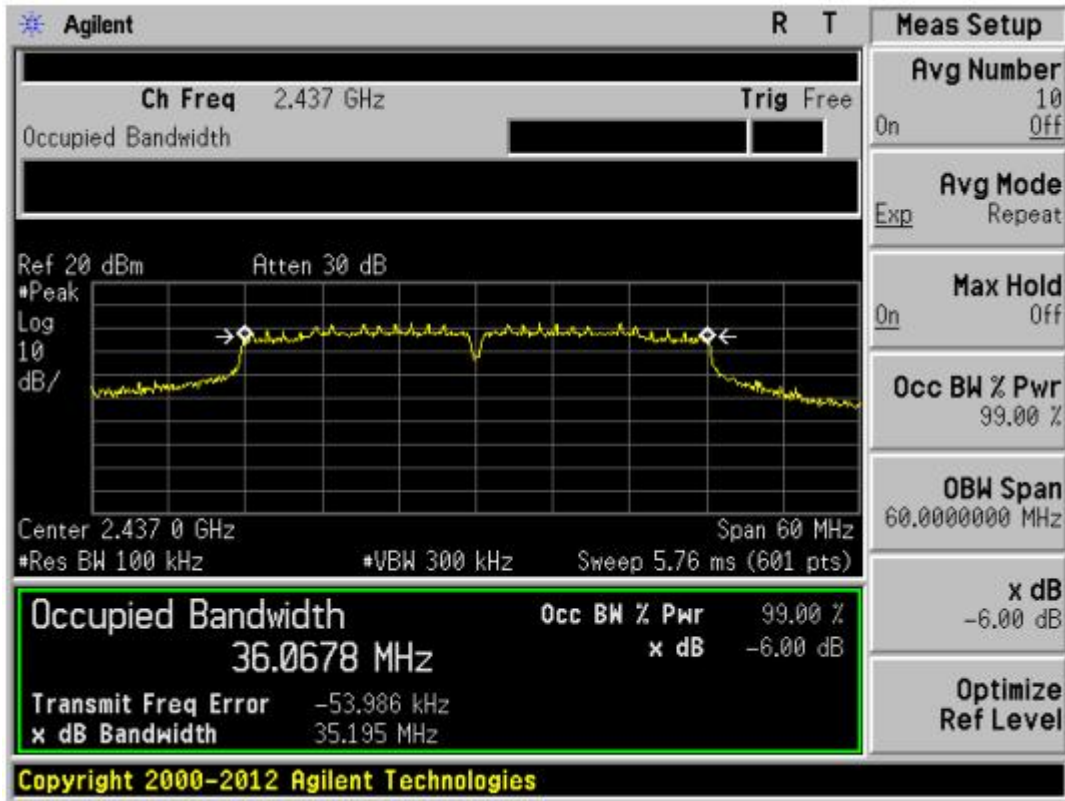 Agilent R T
Ch Freq 2.437 GHz Trig Free
Occupied Bandwidth
Ref 20 dBm Atten 30 dB
#Peak
Log
10
dB/
Center 2.437 0 GHz Span 60 MHz
#Res BW 100 kHz #VBW 300 kHz Sweep 5.76 ms (601 pts)
Occupied Bandwidth Occ BW % Pwr 99.00 %
36.0678 MHz x dB -6.00 dB
Transmit Freq Error -53.986 kHz
x dB Bandwidth 35.195 MHz
Copyright 2000-2012 Agilent Technologies
Meas Setup
Avg Number
10
On Off
Avg Mode
Exp Repeat
Max Hold
On Off
Occ BW % Pwr
99.00 %
OBW Span
60.0000000 MHz
x dB
-6.00 dB
Optimize
Ref Level